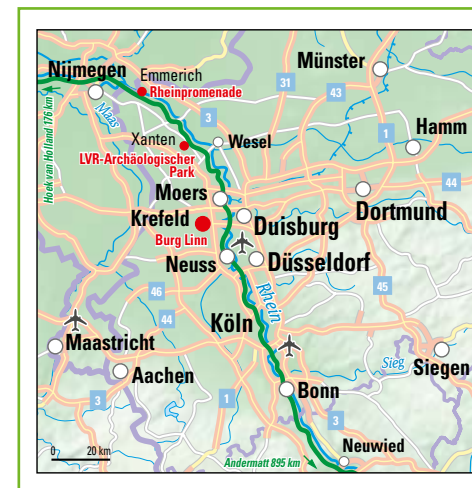 Münster
31
43
Nijmegen
Emmerich
Rheinpromenade
Maas
Hoek van Holland 176 km
3
1
Hamm
Wesel
Xanten
LVR-Archäologischer
Park
Moers
Dortmund
Krefeld
Burg Linn
Duisburg
Neuss
Düsseldorf
Rhein
46
44
45
44
Köln
Maastricht
Sieg
Siegen
Aachen
Bonn
3
1
3
Neuwied
0 20 km
Andermatt 895 km